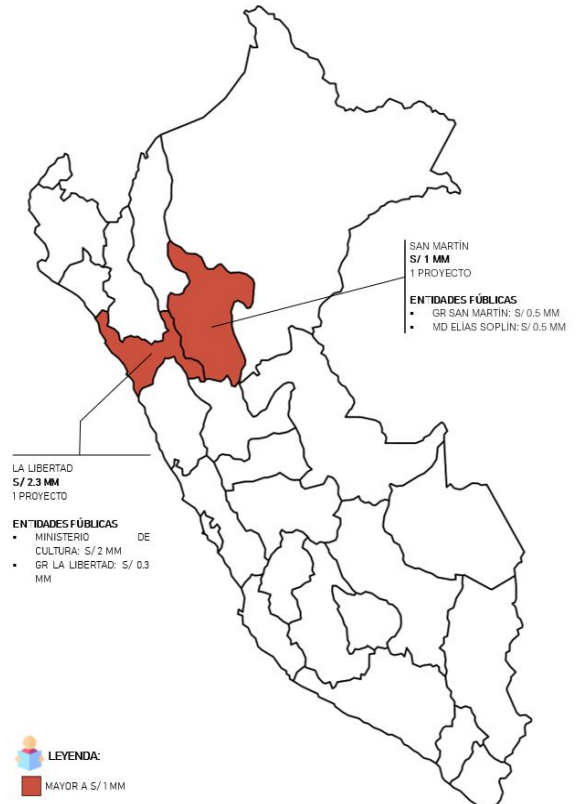 SAN MARTÍN
S/ 1 MM
1 PROYECTO
ENTIDADES PÚBLICAS
▪ GR SAN MARTÍN: S/ 0.5 MM
▪ MD ELÍAS SOPLÍN: S/ 0.5 MM
LA LIBERTAD
S/ 2.3 MM
1 PROYECTO
ENTIDADES PÚBLICAS
▪ MINISTERIO DE
CULTURA: S/ 2 MM
▪ GR LA LIBERTAD: S/ 0.3
MM
LEYENDA:
MAYOR A S/ 1 MM